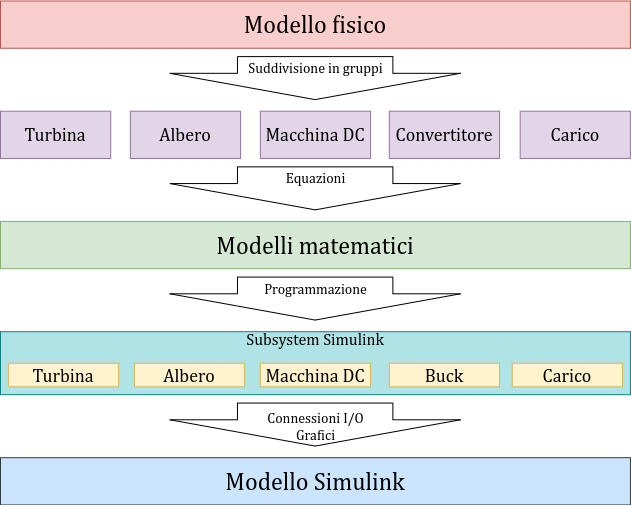 Modello fisico
Suddivisione in gruppi
Turbina Albero Macchina DC Convertitore Carico
Equazioni
Modelli matematici
Programmazione
Subsystem Simulink
Turbina Albero Macchina DC Buck Carico
Connessioni I/O
Grafici
Modello Simulink